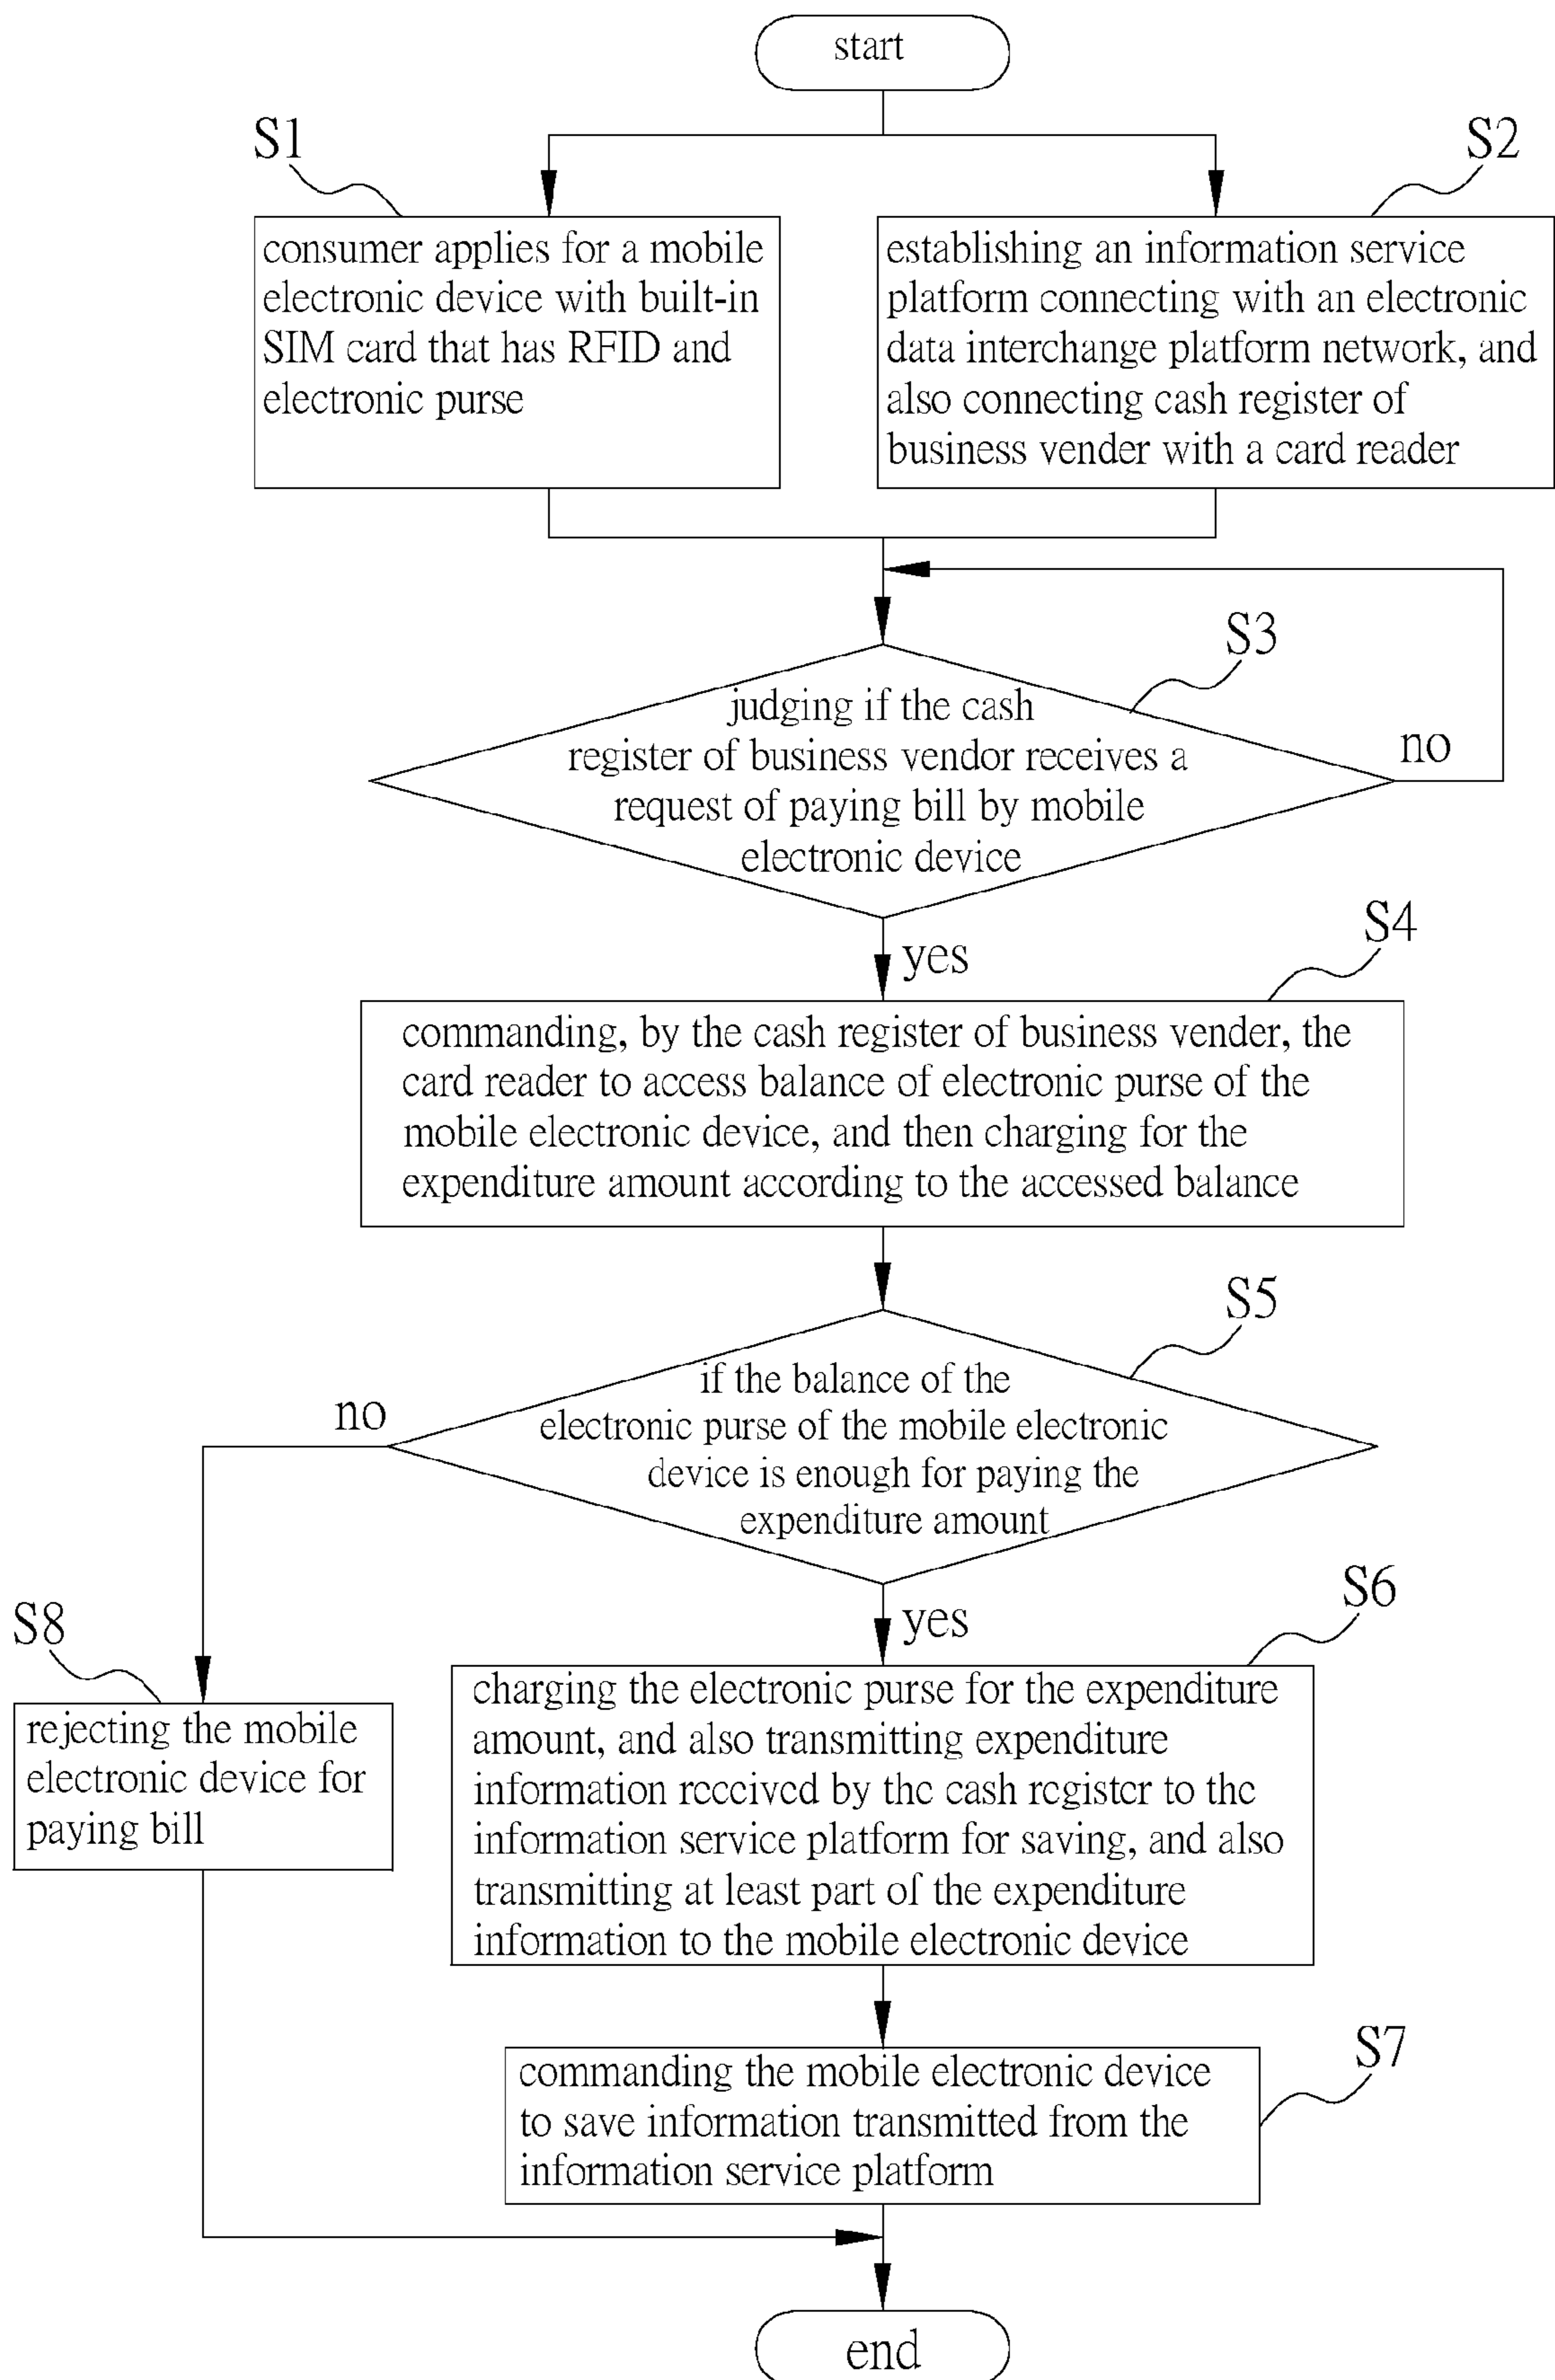 start
S1
S2
consumer applies for a mobile
electronic device with built-in
SIM card that has RFID and
electronic purse
establishing an information service
platform connecting with an electronic
data interchange platform network, and
also connecting cash register of
business vender with a card reader
S3
judging if the cash
register of business vendor receives a
request of paying bill by mobile
electronic device
no
yes
S4
commanding, by the cash register of business vender, the
card reader to access balance of electronic purse of the
mobile electronic device, and then charging for the
expenditure amount according to the accessed balance
S5
if the balance of the
electronic purse of the mobile electronic
device is enough for paying the
expenditure amount
no
yes
S6
S8
rejecting the mobile
electronic device for
paying bill
charging the electronic purse for the expenditure
amount, and also transmitting expenditure
information received by the cash register to the
information service platform for saving, and also
transmitting at least part of the expenditure
information to the mobile electronic device
S7
commanding the mobile electronic device
to save information transmitted from the
information service platform
end